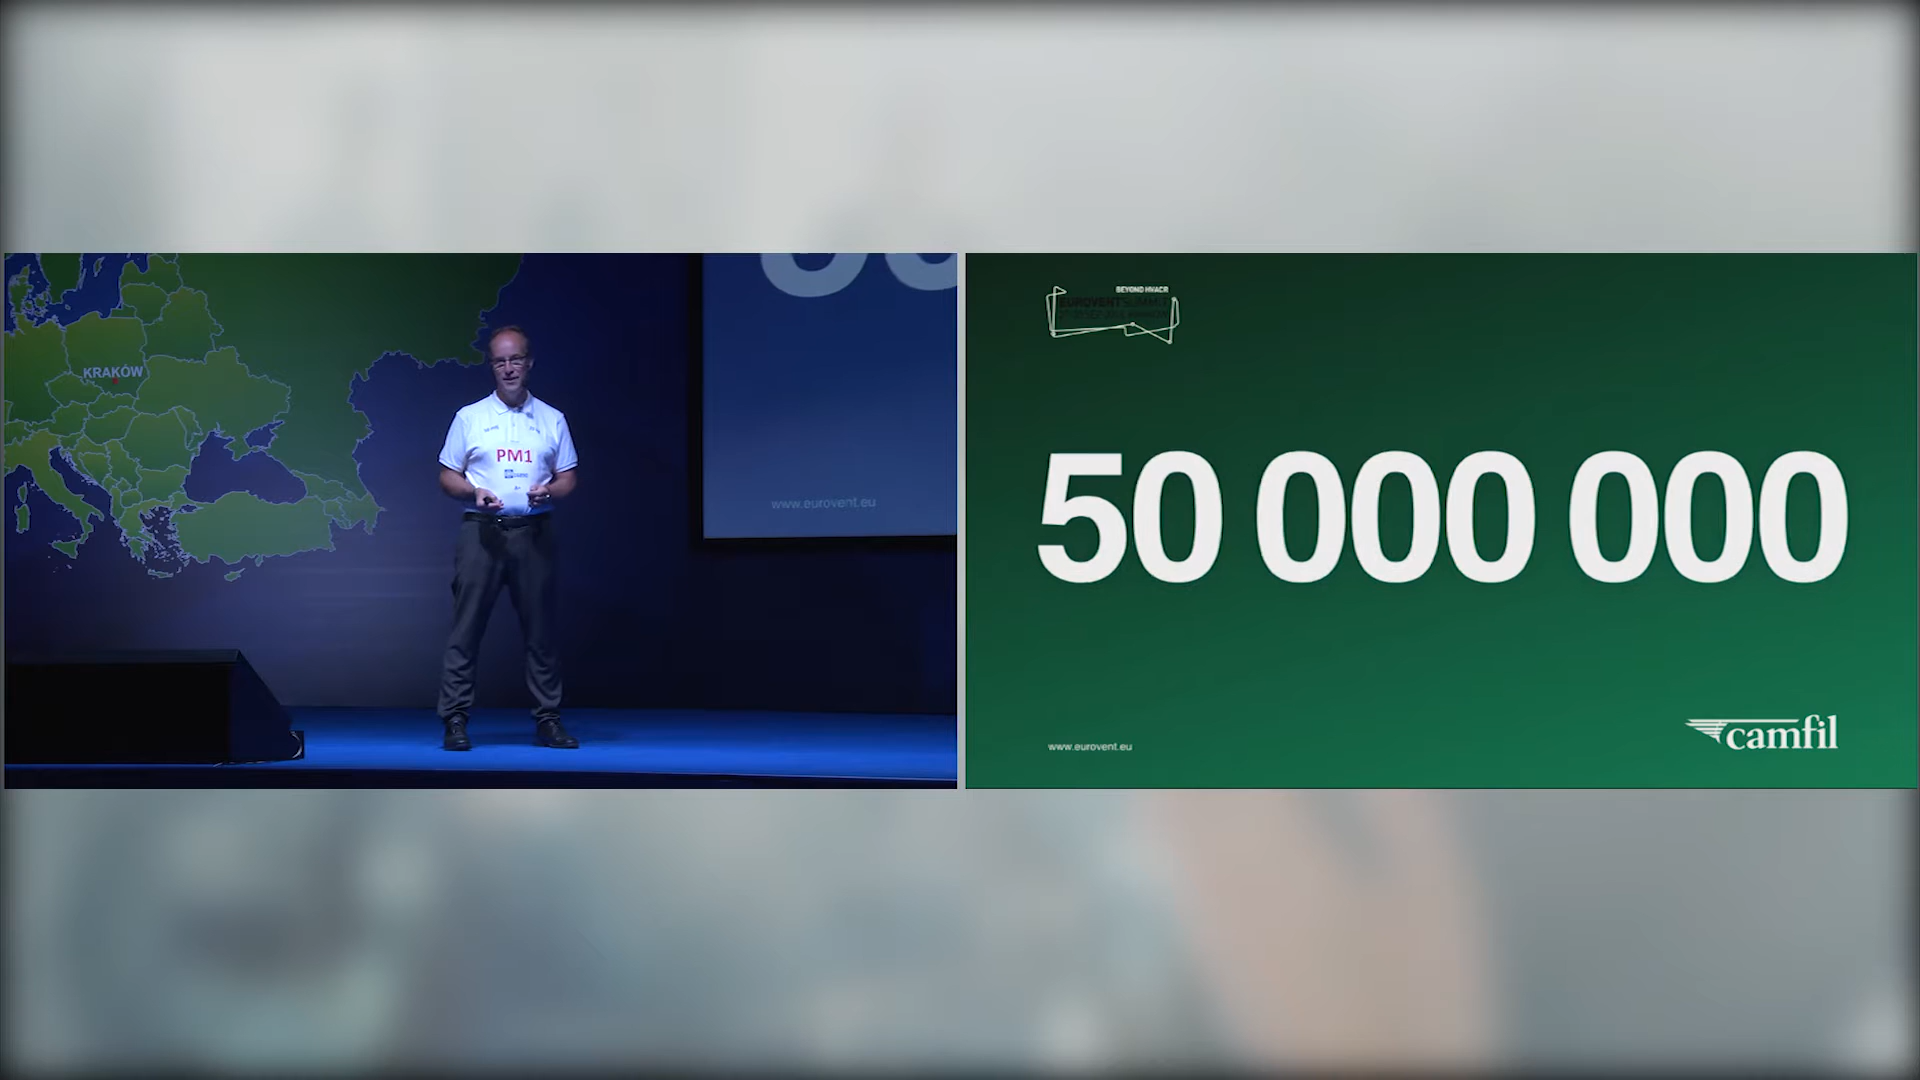 KRAKÓW
PM1
www.eurovent.eu
BEYOND HVACR
EUROVENT SUMMIT
50 000 000
www.eurovent.eu
camfil